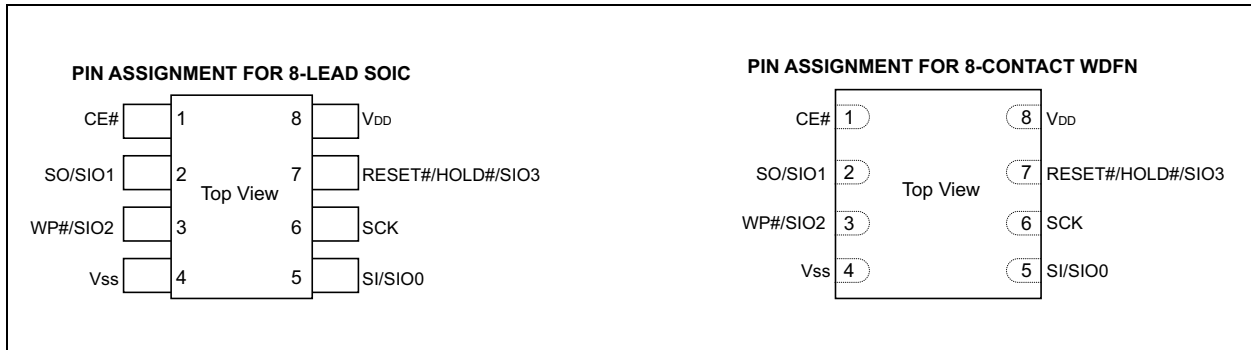 PIN ASSIGNMENT FOR 8-LEAD SOIC
CE# 1 8 VDD
SO/SIO1 2 7 RESET#/HOLD#/SIO3
Top View
WP#/SIO2 3 6 SCK
Vss 4 5 SI/SIO0
PIN ASSIGNMENT FOR 8-CONTACT WDFN
CE# 1 8 VDD
SO/SIO1 2 7 RESET#/HOLD#/SIO3
Top View
WP#/SIO2 3 6 SCK
Vss 4 5 SI/SIO0